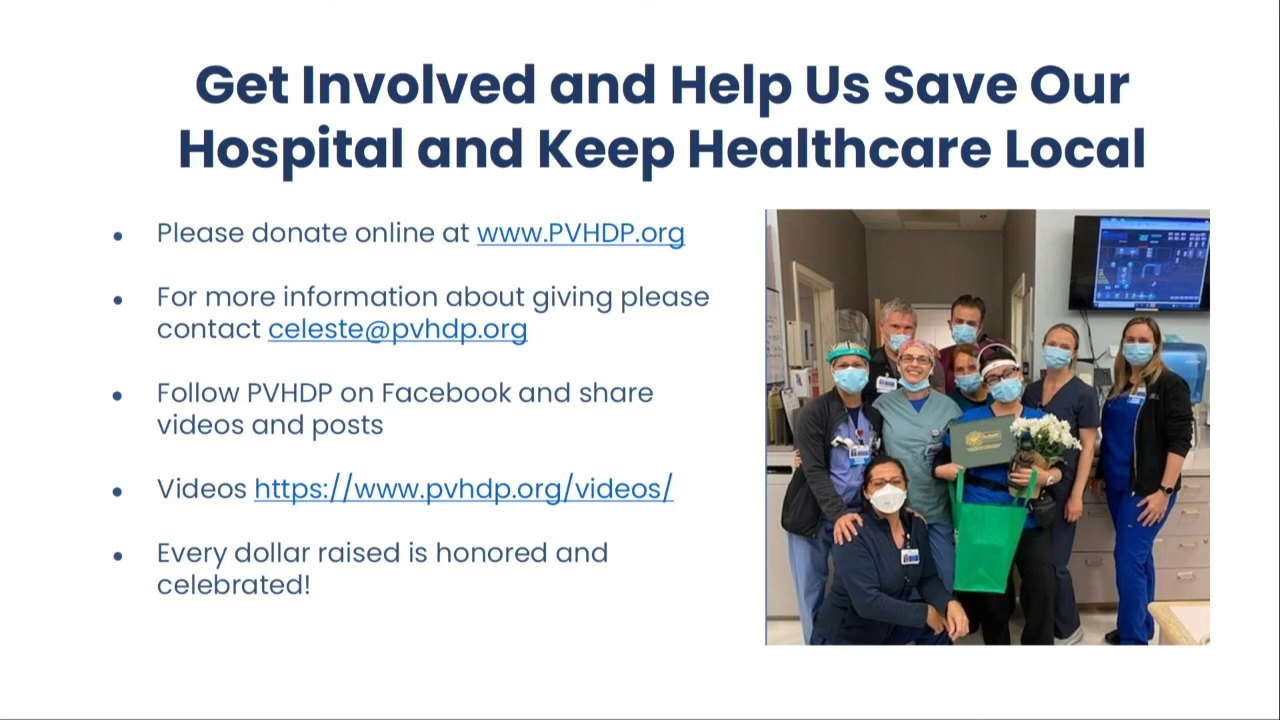 Get Involved and Help Us Save Our
Hospital and Keep Healthcare Local
• Please donate online at www.PVHDP.org
• For more information about giving please
contact celeste@pvhdp.org
• Follow PVHDP on Facebook and share
videos and posts
• Videos https://www.pvhdp.org/videos/
• Every dollar raised is honored and
celebrated!